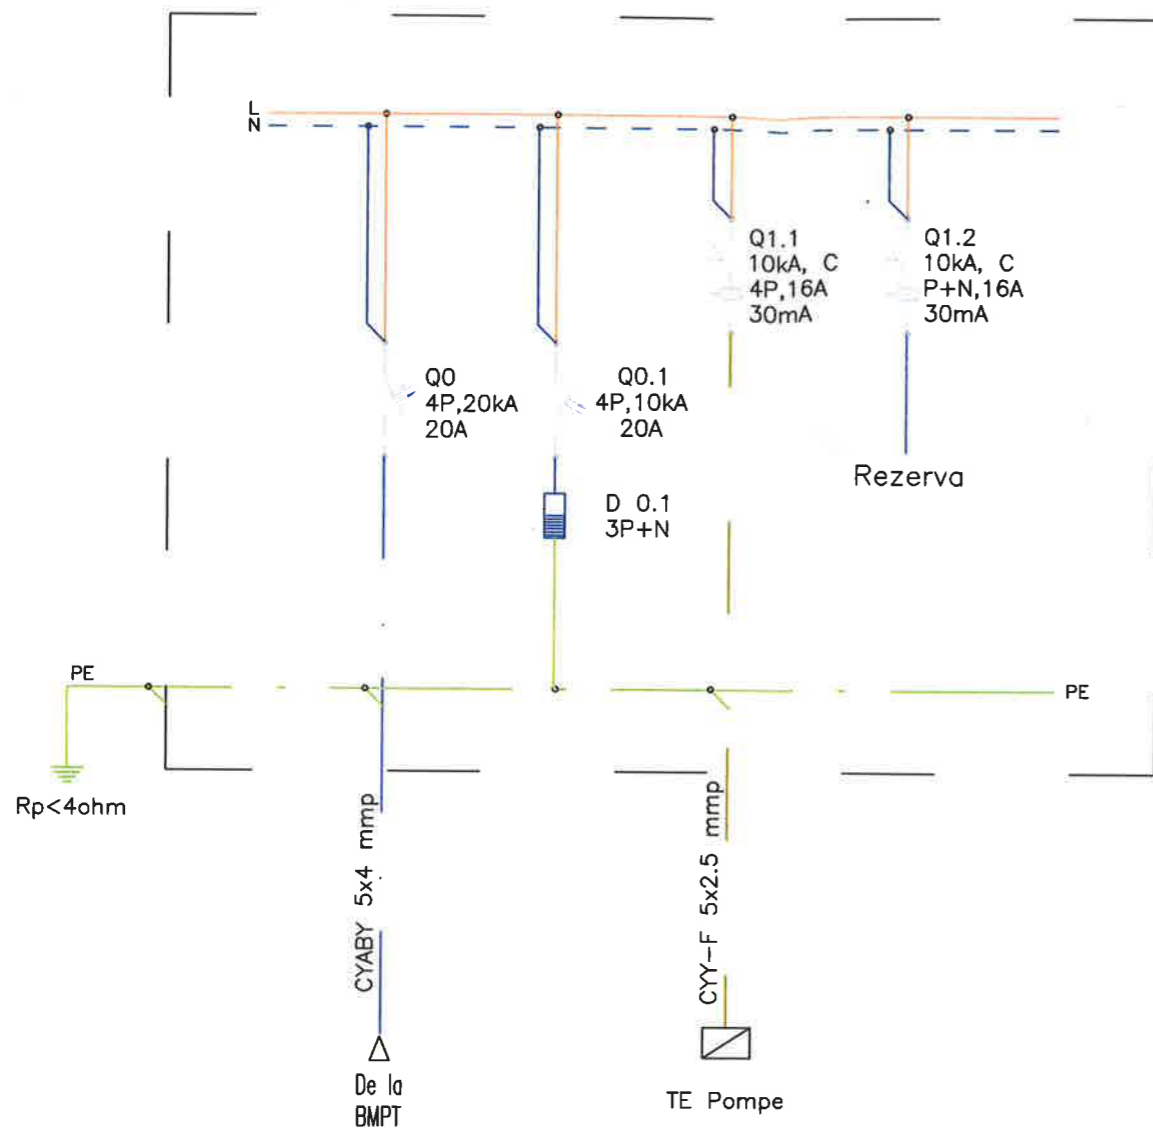 L
N
Q1.1
10kA, C
4P,16A
30mA
Q1.2
10kA, C
P+N,16A
30mA
Q0
4P,20kA
20A
Q0.1
4P,10kA
20A
Rezerva
D 0.1
3P+N
PE
PE
Rp<4ohm
CYABY 5x4 mmp
CYY-F 5x2.5 mmp
De la
BMPT
TE Pompe